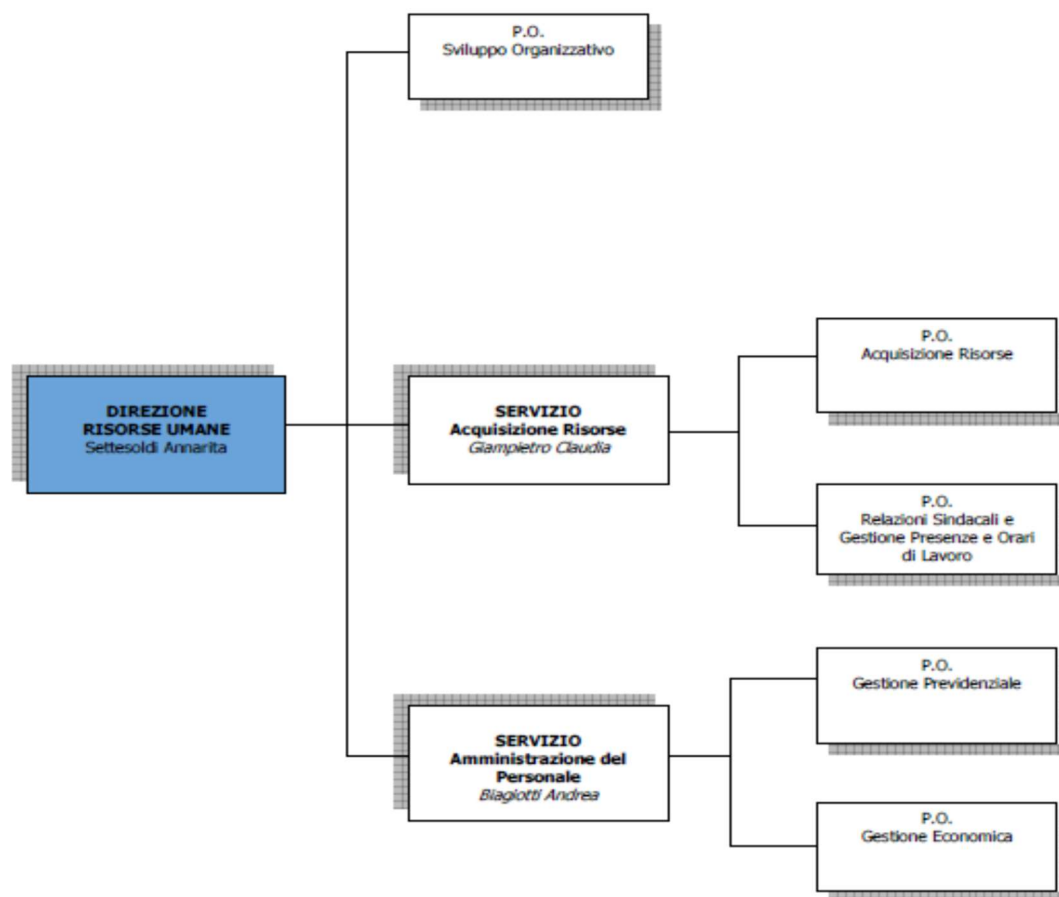 P.O.
Sviluppo Organizzativo
P.O.
Acquisizione Risorse
DIREZIONE
RISORSE UMANE
Settesoldi Annarita
SERVIZIO
Acquisizione Risorse
Giampietro Claudia
P.O.
Relazioni Sindacali e
Gestione Presenze e Orari
di Lavoro
P.O.
Gestione Previdenziale
SERVIZIO
Amministrazione del
Personale
Biagiotti Andrea
P.O.
Gestione Economica